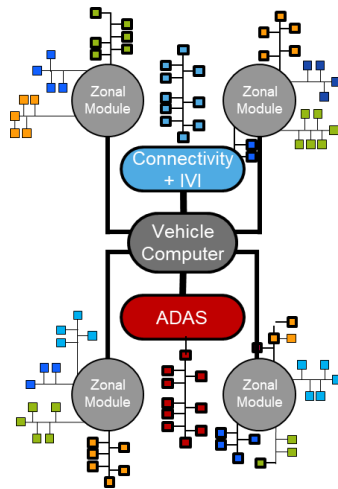 Zonal
Module
Zonal
Module
Connectivity
+ IVI
Vehicle
Computer
ADAS
Zonal
Module
Zonal
Module